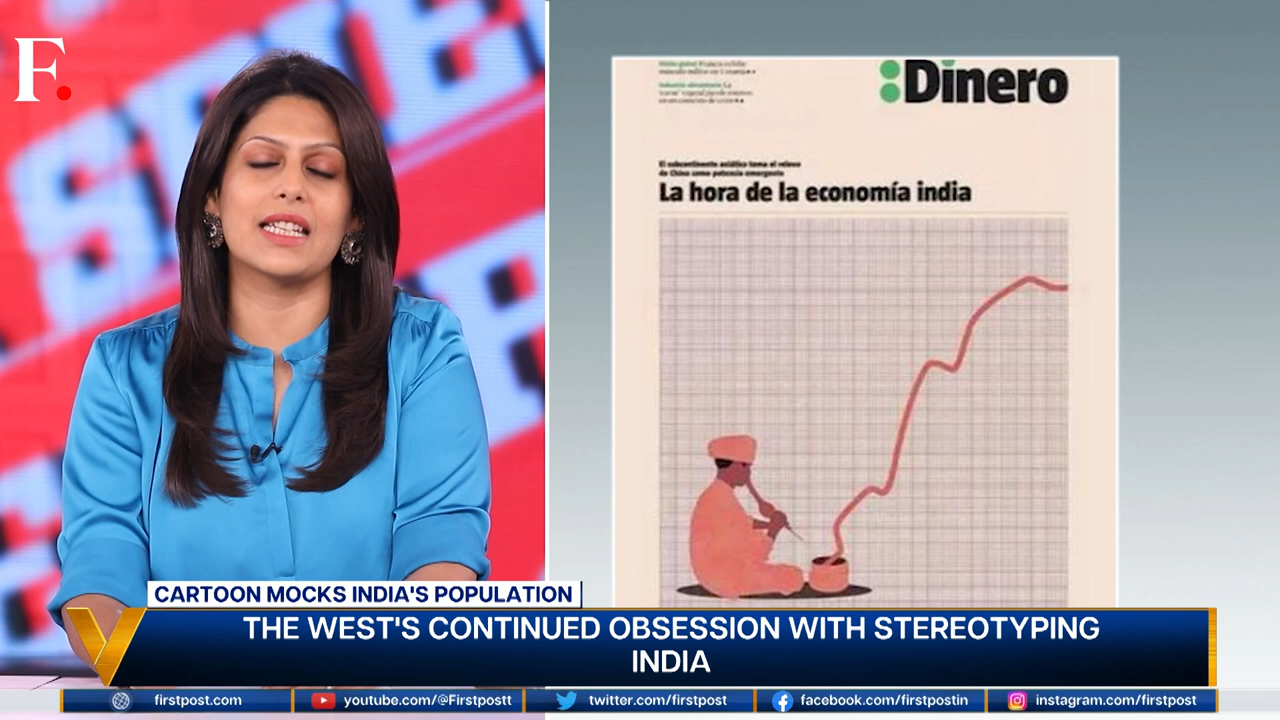 F.
Dinero
El subcontinente asiático toma el relevo
de China como potencia emergente
La hora de la economía india
CARTOON MOCKS INDIA'S POPULATION
THE WEST'S CONTINUED OBSESSION WITH STEREOTYPING
INDIA
firstpost.com
youtube.com/@Firstpostt
twitter.com/firstpost
facebook.com/firstpostin
instagram.com/firstpost